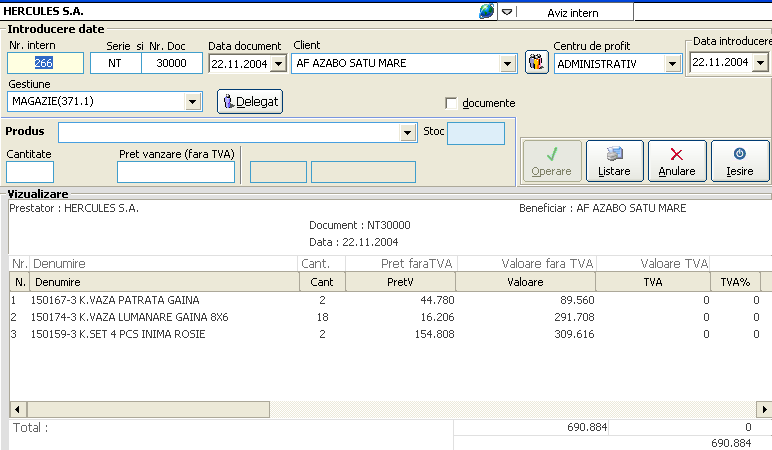 HERCULES S.A. Aviz intern
Introducere date
Nr. intern Serie si Nr. Doc Data document Client Centru de profit Data introducere
266 NT 30000 22.11.2004 AF AZABO SATU MARE ADMINISTRATIV 22.11.2004
Gestiune
MAGAZIE(371.1) Delegat documente
Produs Stoc
Cantitate Pret vanzare (fara TVA)
Operare Listare Anulare Iesire
Vizualizare
Prestator : HERCULES S.A. Beneficiar : AF AZABO SATU MARE
Document : NT30000
Data : 22.11.2004
Nr. Denumire Cant. Pret faraTVA Valoare fara TVA Valoare TVA
N. Denumire Cant PretV Valoare TVA TVA%
1 150167-3 K.VAZA PATRATA GAINA 2 44.780 89.560 0 0
2 150174-3 K.VAZA LUMANARE GAINA 8X6 18 16.206 291.708 0 0
3 150159-3 K.SET 4 PCS INIMA ROSIE 2 154.808 309.616 0 0
Total : 690.884 0
690.884